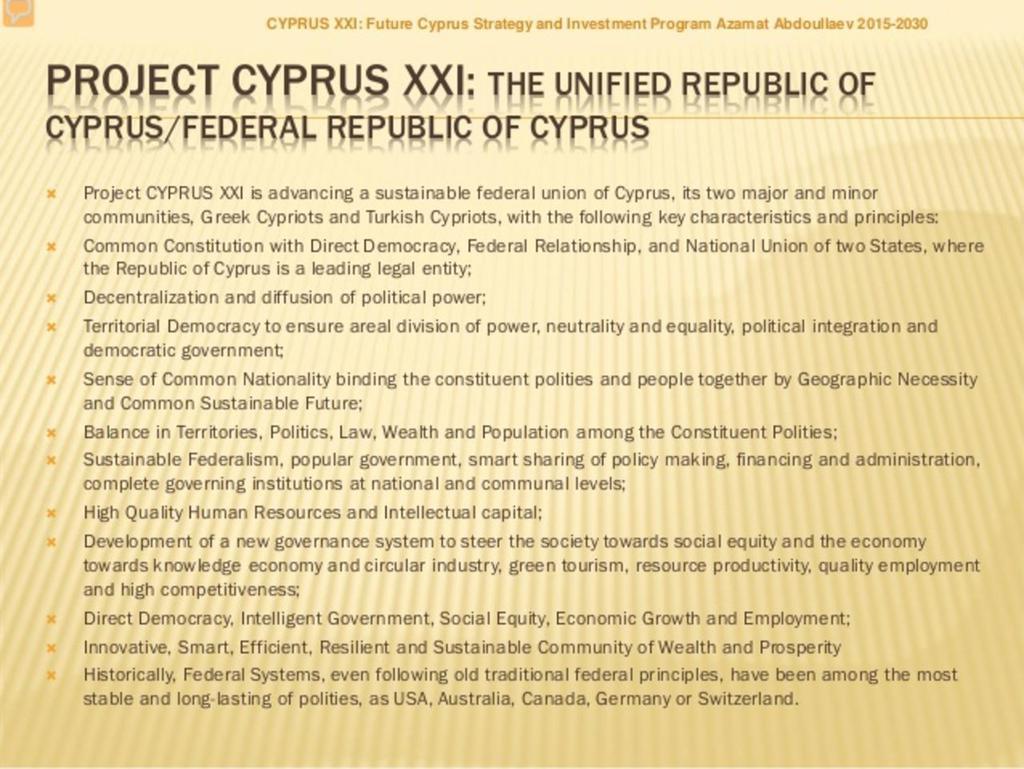 CYPRUS XXI: Future Cyprus Strategy and Investment Program Azamat Abdoullaev 2015-2030
PROJECT CYPRUS XXI: THE UNIFIED REPUBLIC OF
CYPRUS/FEDERAL REPUBLIC OF CYPRUS
Project CYPRUS XXI is advancing a sustainable federal union of Cyprus, its two major and minor
communities, Greek Cypriots and Turkish Cypriots, with the following key characteristics and principles:
Common Constitution with Direct Democracy, Federal Relationship, and National Union of two States, where
the Republic of Cyprus is a leading legal entity;
Decentralization and diffusion of political power;
Territorial Democracy to ensure areal division of power, neutrality and equality, political integration and
democratic government;
Sense of Common Nationality binding the constituent polities and people together by Geographic Necessity
and Common Sustainable Future;
Balance in Territories, Politics, Law, Wealth and Population among the Constituent Polities;
Sustainable Federalism, popular government, smart sharing of policy making, financing and administration,
complete governing institutions at national and communal levels;
High Quality Human Resources and Intellectual capital;
Development of a new governance system to steer the society towards social equity and the economy
towards knowledge economy and circular industry, green tourism, resource productivity, quality employment
and high competitiveness;
Direct Democracy, Intelligent Government, Social Equity, Economic Growth and Employment;
Innovative, Smart, Efficient, Resilient and Sustainable Community of Wealth and Prosperity
Historically, Federal Systems, even following old traditional federal principles, have been among the most
stable and long-lasting of polities, as USA, Australia, Canada, Germany or Switzerland.